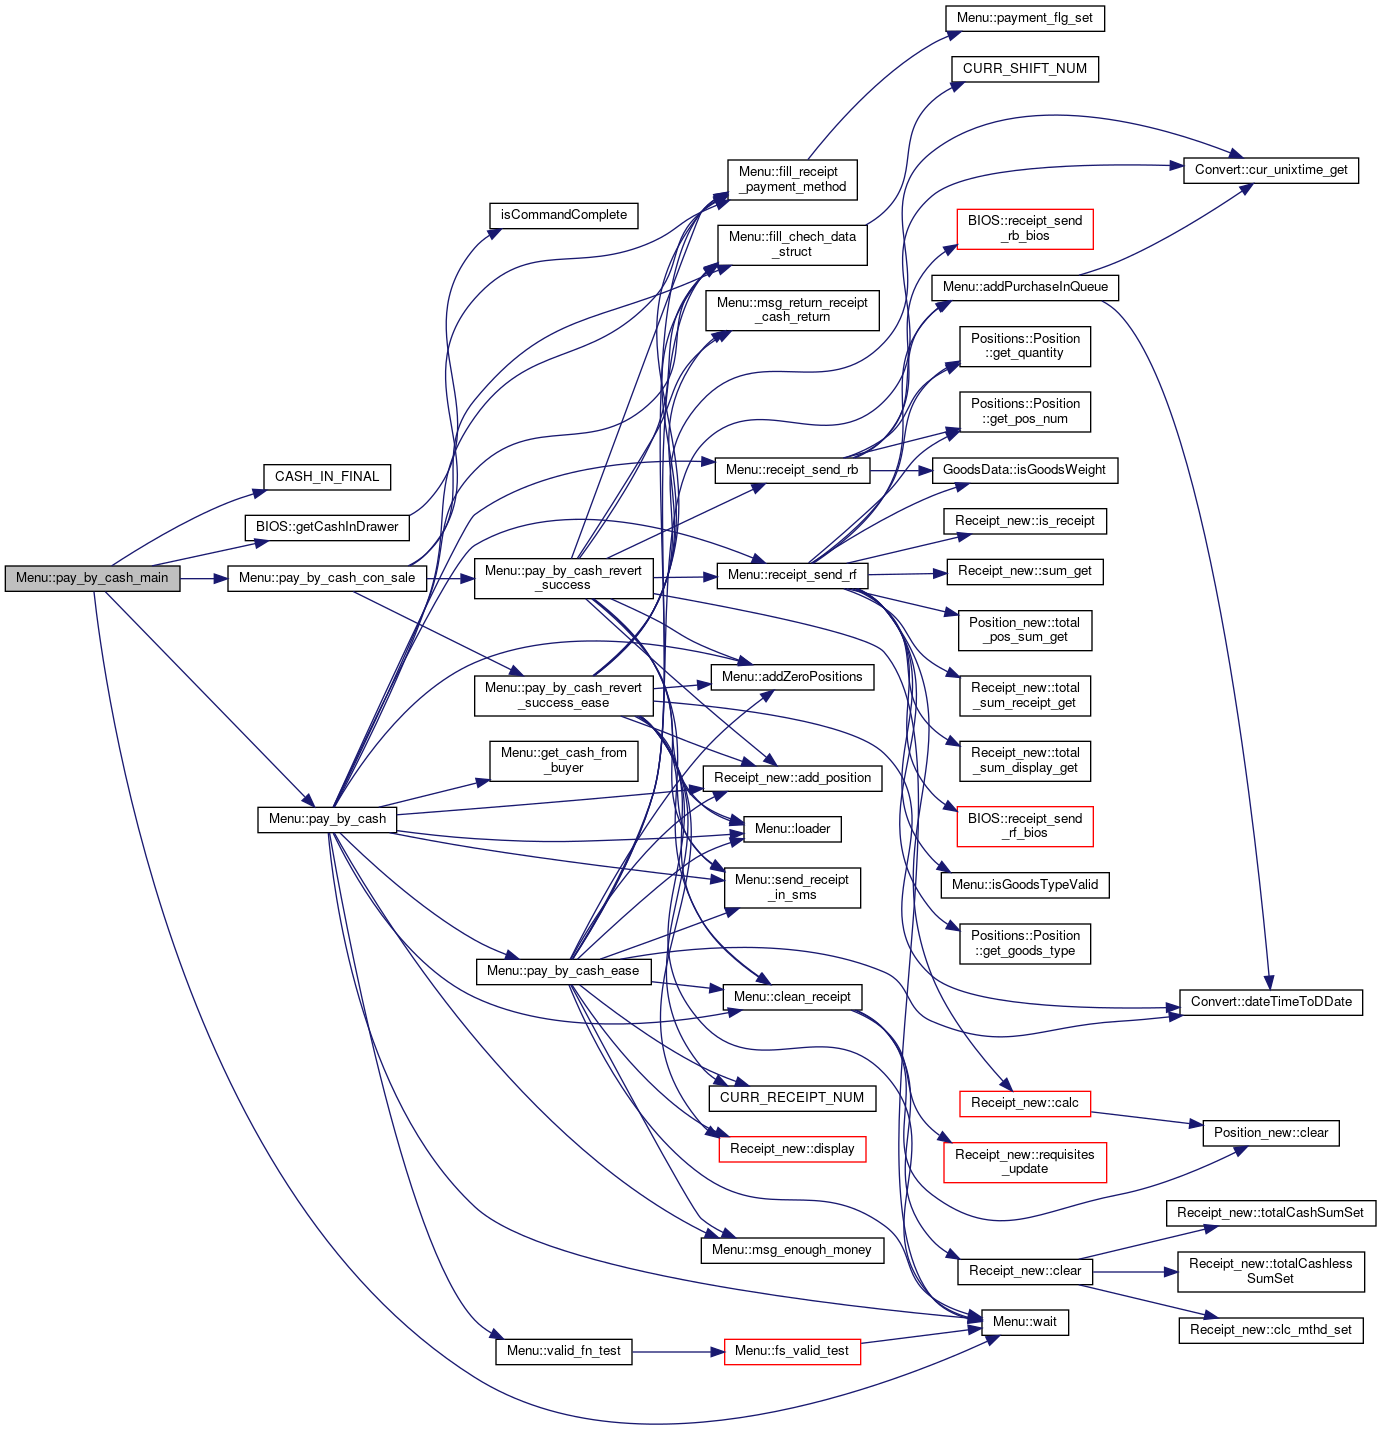 Menu::payment_flg_set
CURR_SHIFT_NUM
Menu::fill_receipt
_payment_method
Convert::cur_unixtime_get
isCommandComplete
BIOS::receipt_send
_rb_bios
Menu::fill_chech_data
_struct
Menu::addPurchaseInQueue
Menu::msg_return_receipt
_cash_return
Positions::Position
::get_quantity
Positions::Position
::get_pos_num
CASH_IN_FINAL
Menu::receipt_send_rb
GoodsData::isGoodsWeight
BIOS::getCashInDrawer
Receipt_new::is_receipt
Menu::pay_by_cash_main
Menu::pay_by_cash_con_sale
Menu::pay_by_cash_revert
_success
Menu::receipt_send_rf
Receipt_new::sum_get
Position_new::total
_pos_sum_get
Menu::pay_by_cash_revert
_success_ease
Menu::addZeroPositions
Receipt_new::total
_sum_receipt_get
Menu::get_cash_from
_buyer
Receipt_new::add_position
Receipt_new::total
_sum_display_get
Menu::pay_by_cash
Menu::loader
BIOS::receipt_send
_rf_bios
Menu::send_receipt
_in_sms
Menu::isGoodsTypeValid
Positions::Position
::get_goods_type
Menu::pay_by_cash_ease
Menu::clean_receipt
Convert::dateTimeToDDate
CURR_RECEIPT_NUM
Receipt_new::calc
Receipt_new::display
Position_new::clear
Receipt_new::requisites
_update
Receipt_new::totalCashSumSet
Menu::msg_enough_money
Receipt_new::clear
Receipt_new::totalCashless
SumSet
Menu::wait
Receipt_new::clc_mthd_set
Menu::valid_fn_test
Menu::fs_valid_test